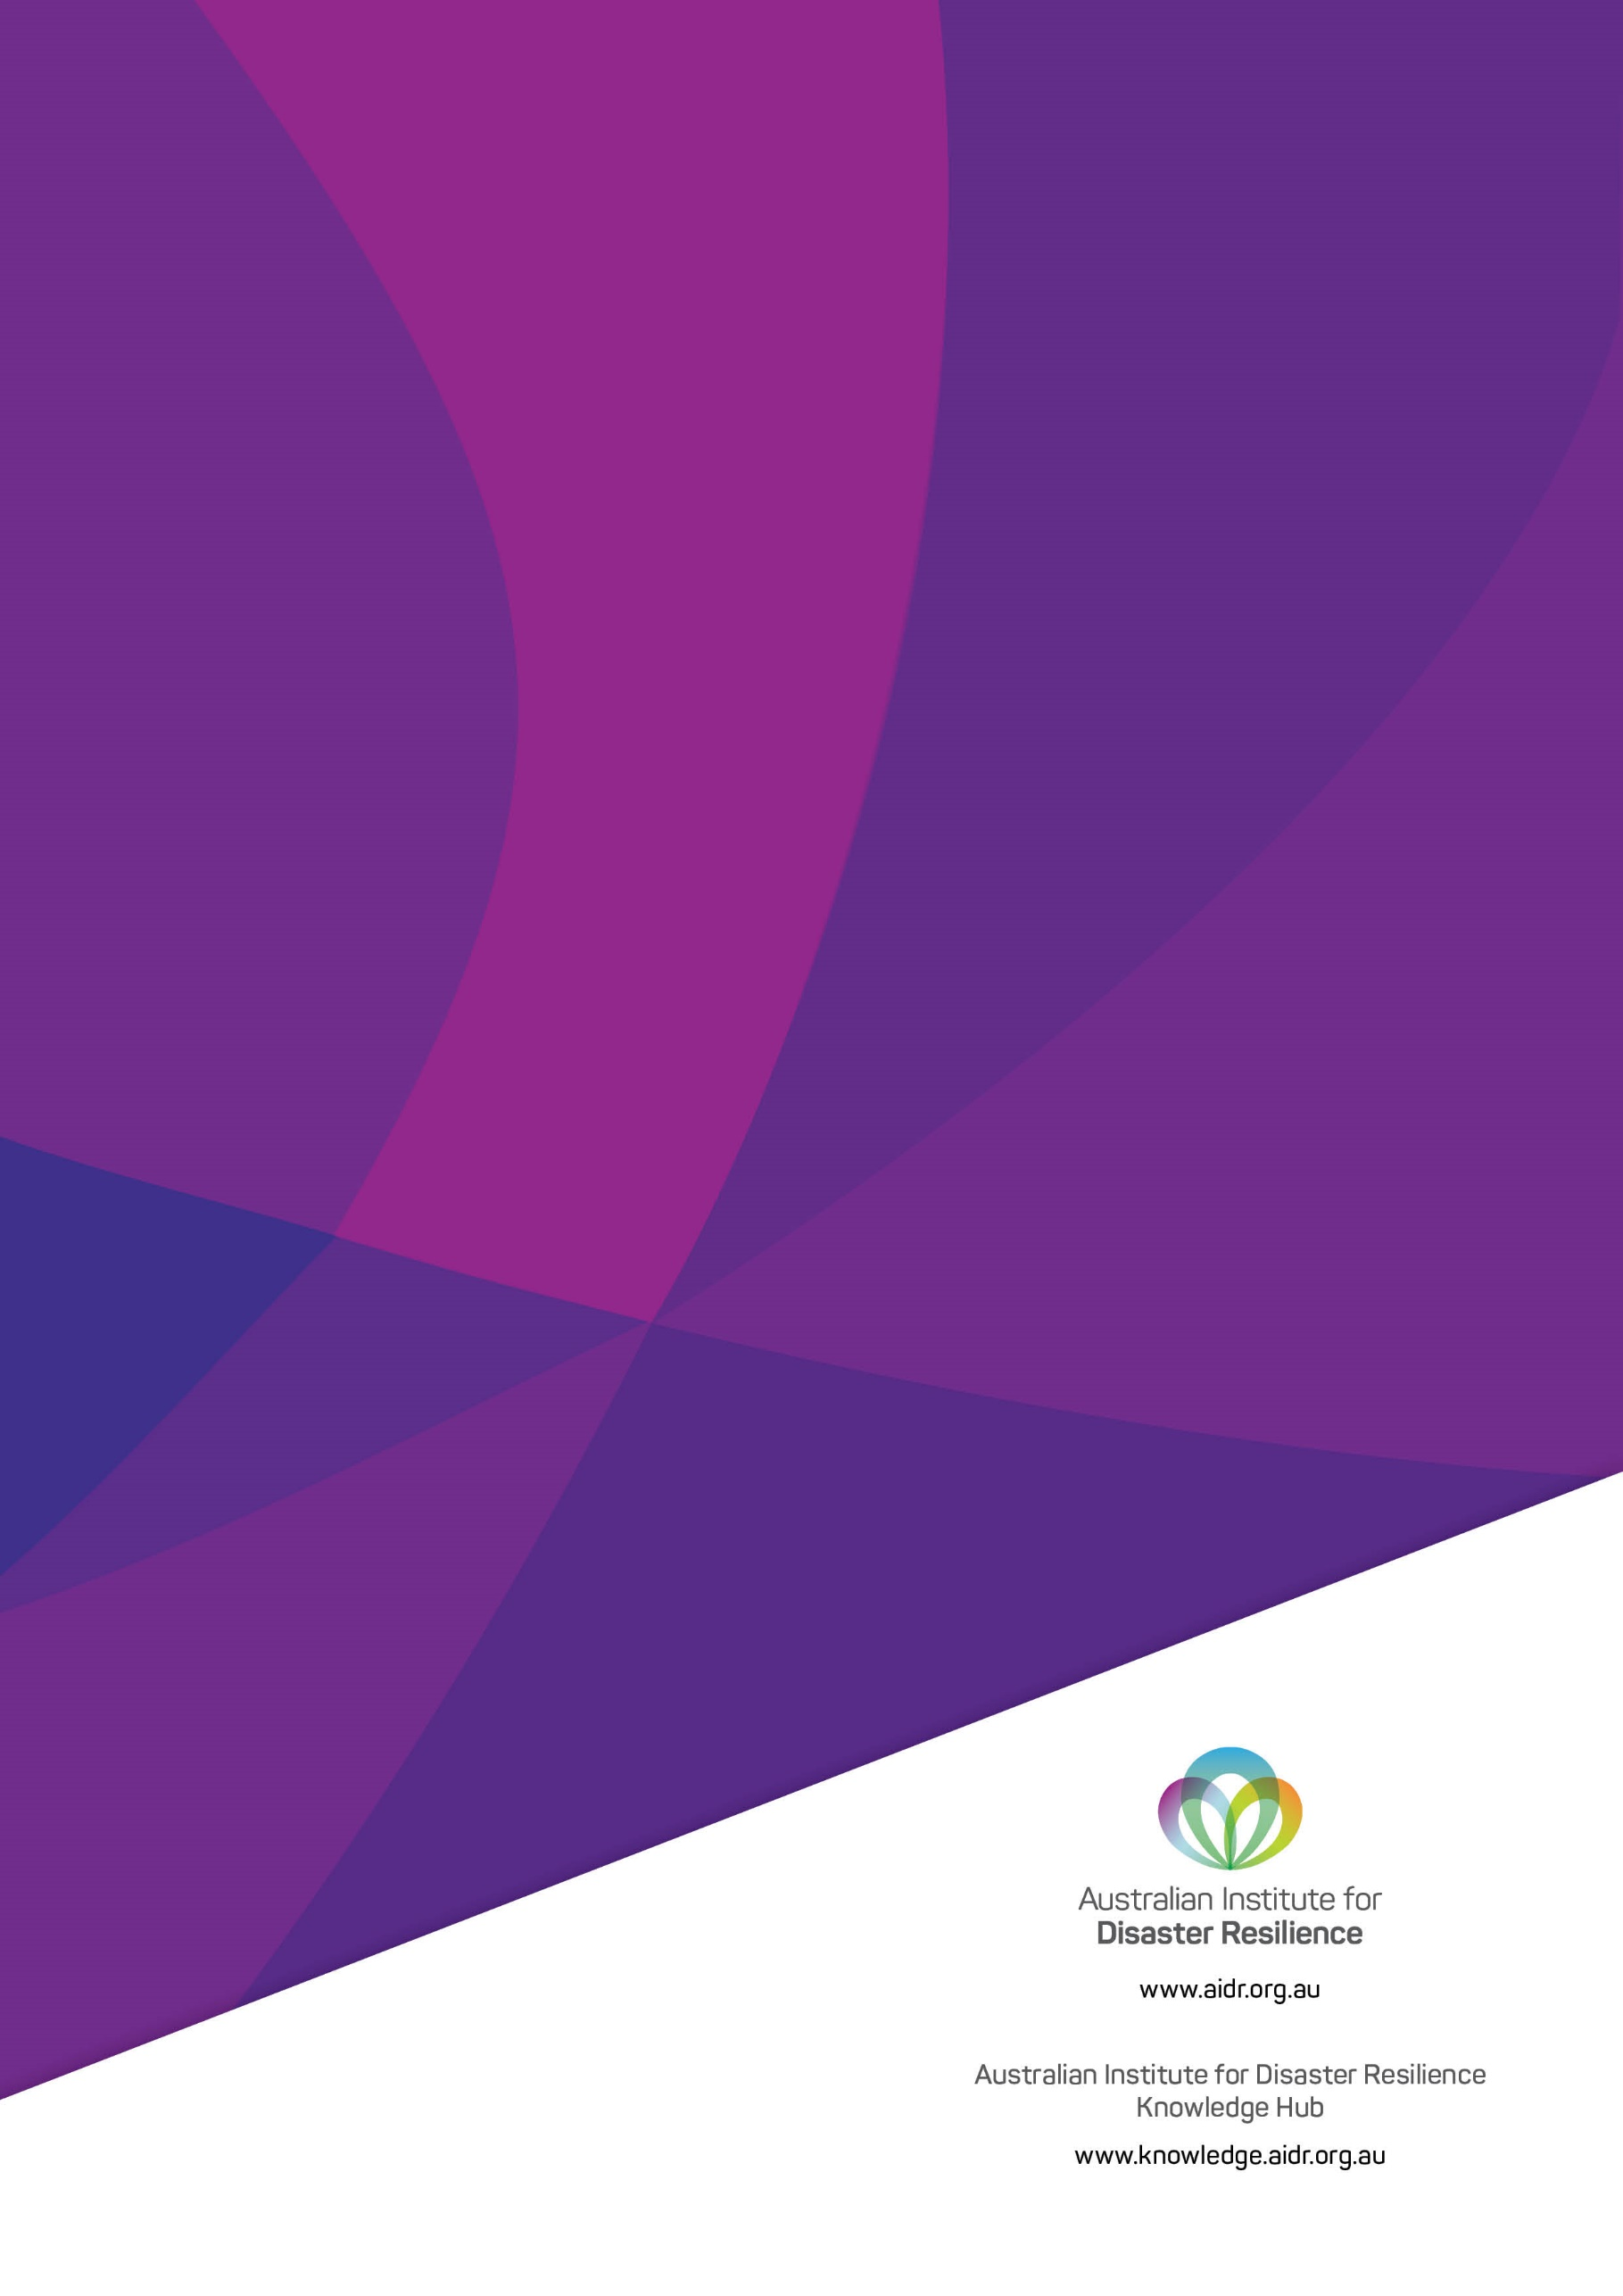 Australian Institute for
Disaster Resilience
www.aidr.org.au
Australian Institute for Disaster Resilience
Knowledge Hub
www.knowledge.aidr.org.au